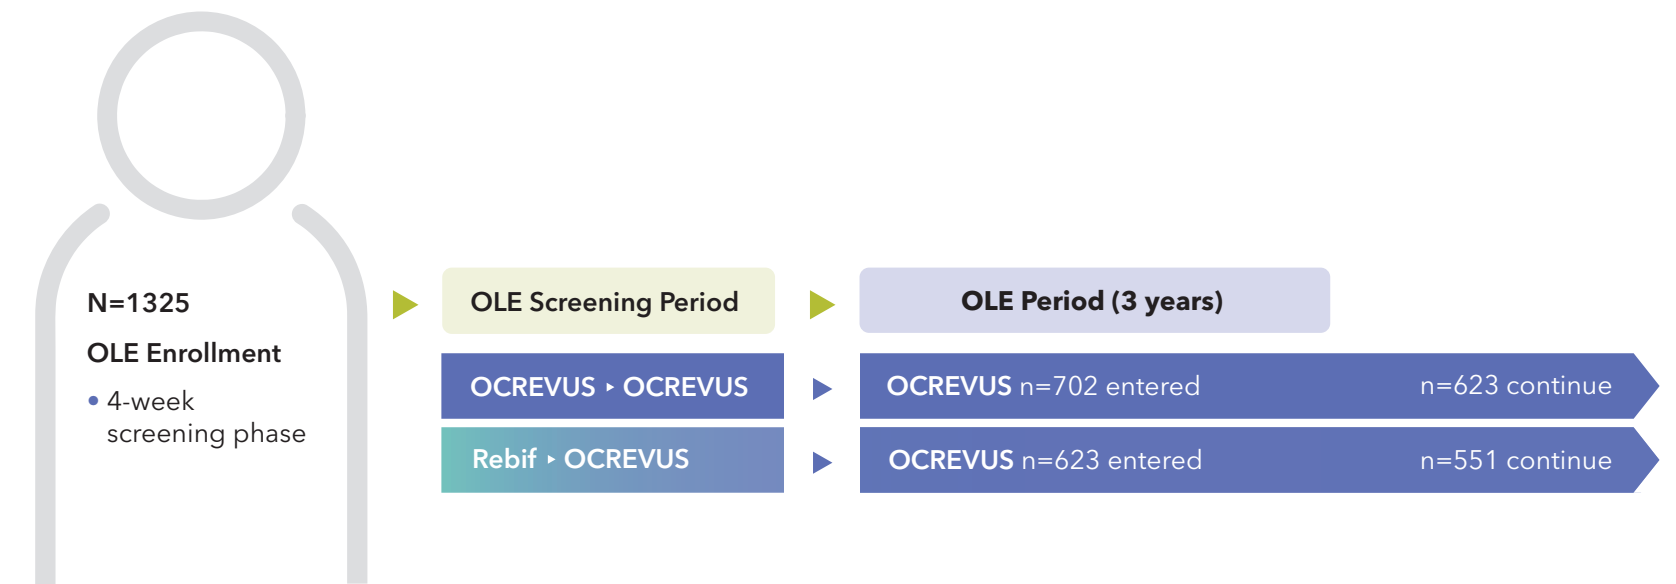 N=1325
OLE Enrollment
• 4-week
screening phase
OLE Screening Period
OLE Period (3 years)
OCREVUS ‣ OCREVUS
OCREVUS n=702 entered
n=623 continue
Rebif ‣ OCREVUS
OCREVUS n=623 entered
n=551 continue